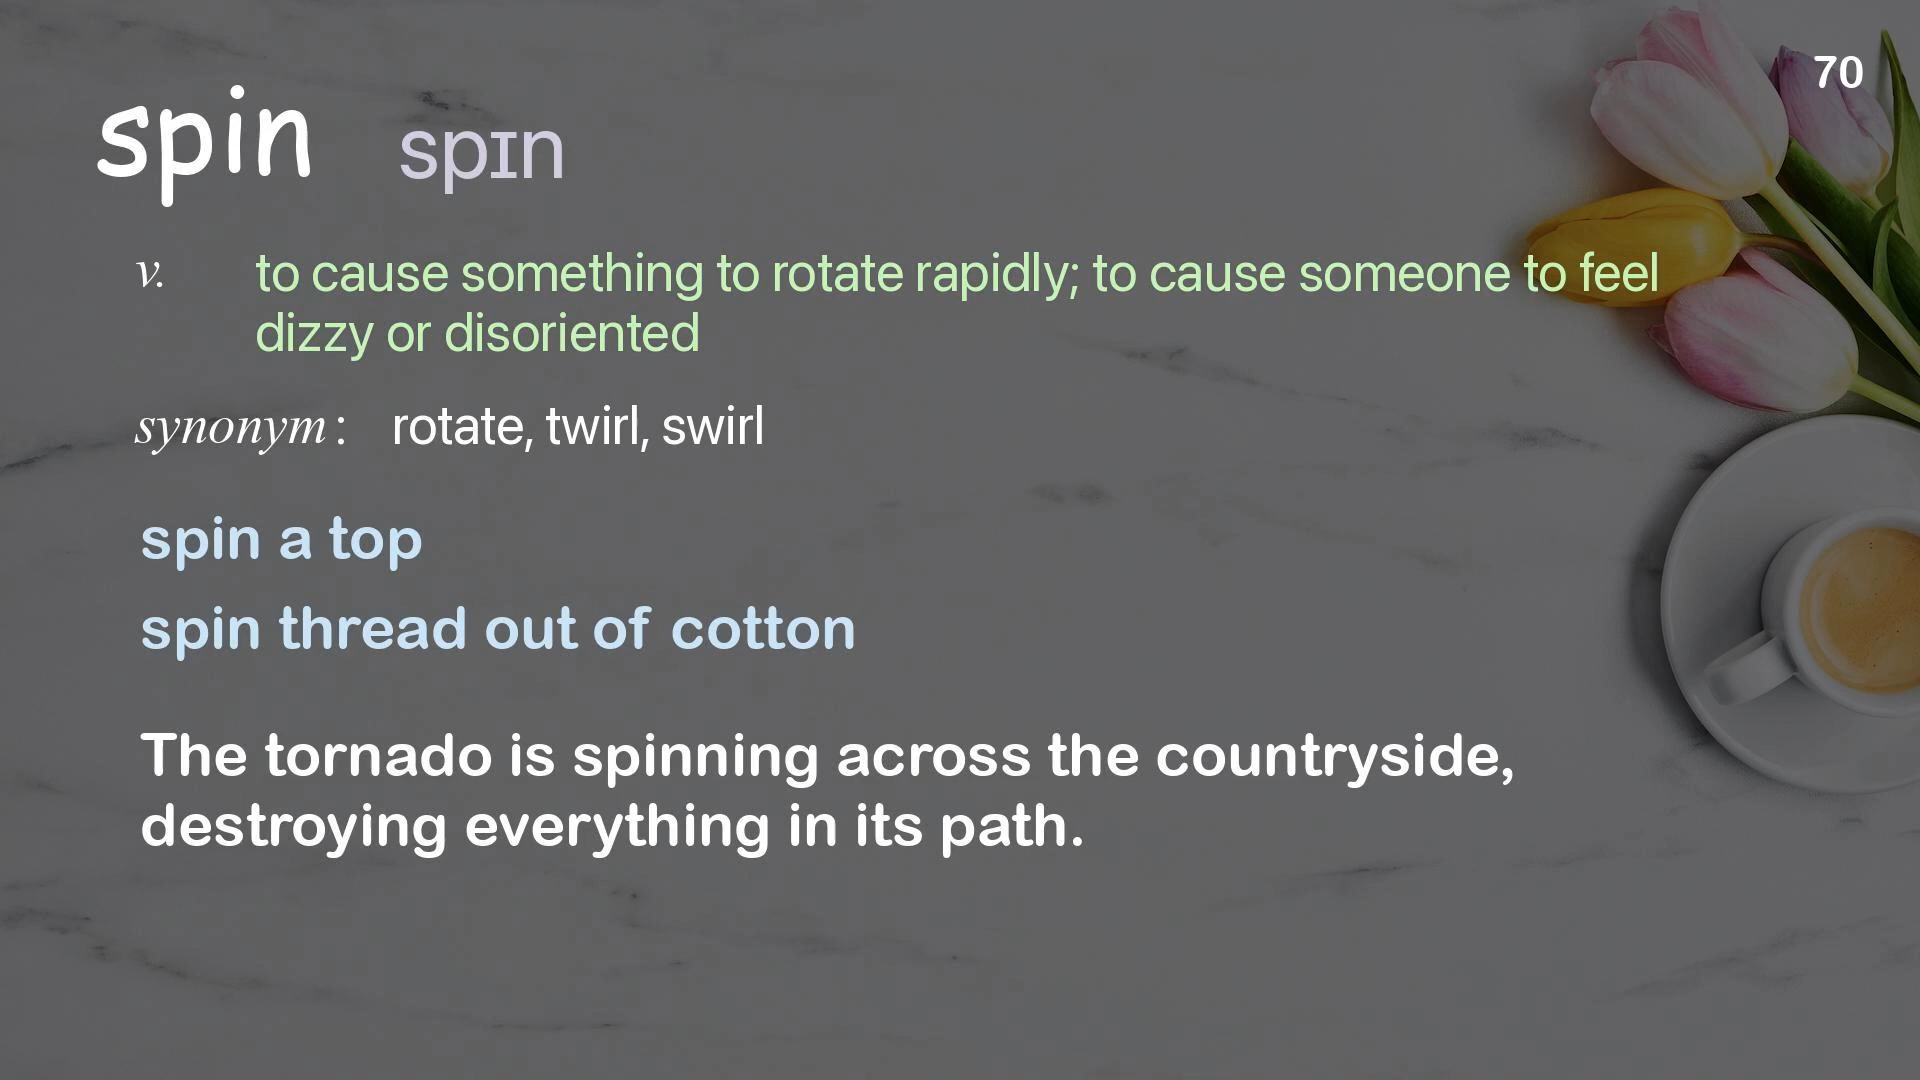 70
spin spɪn
v. to cause something to rotate rapidly; to cause someone to feel
dizzy or disoriented
synonym: rotate, twirl, swirl
spin a top
spin thread out of cotton
The tornado is spinning across the countryside,
destroying everything in its path.